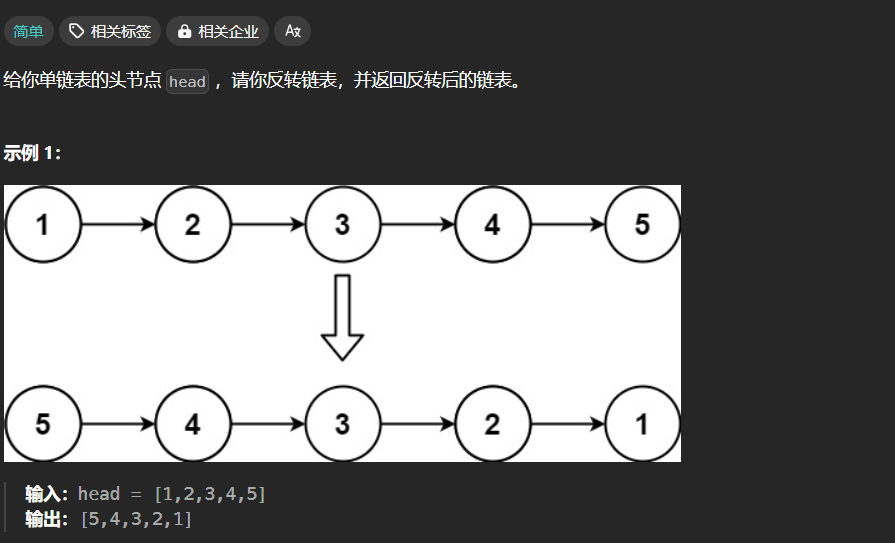 简单 相关标签 相关企业 Az
给你单链表的头节点 head ，请你反转链表，并返回反转后的链表。
示例 1：
1 2 3 4 5
5 4 3 2 1
输入：head = [1,2,3,4,5]
输出：[5,4,3,2,1]